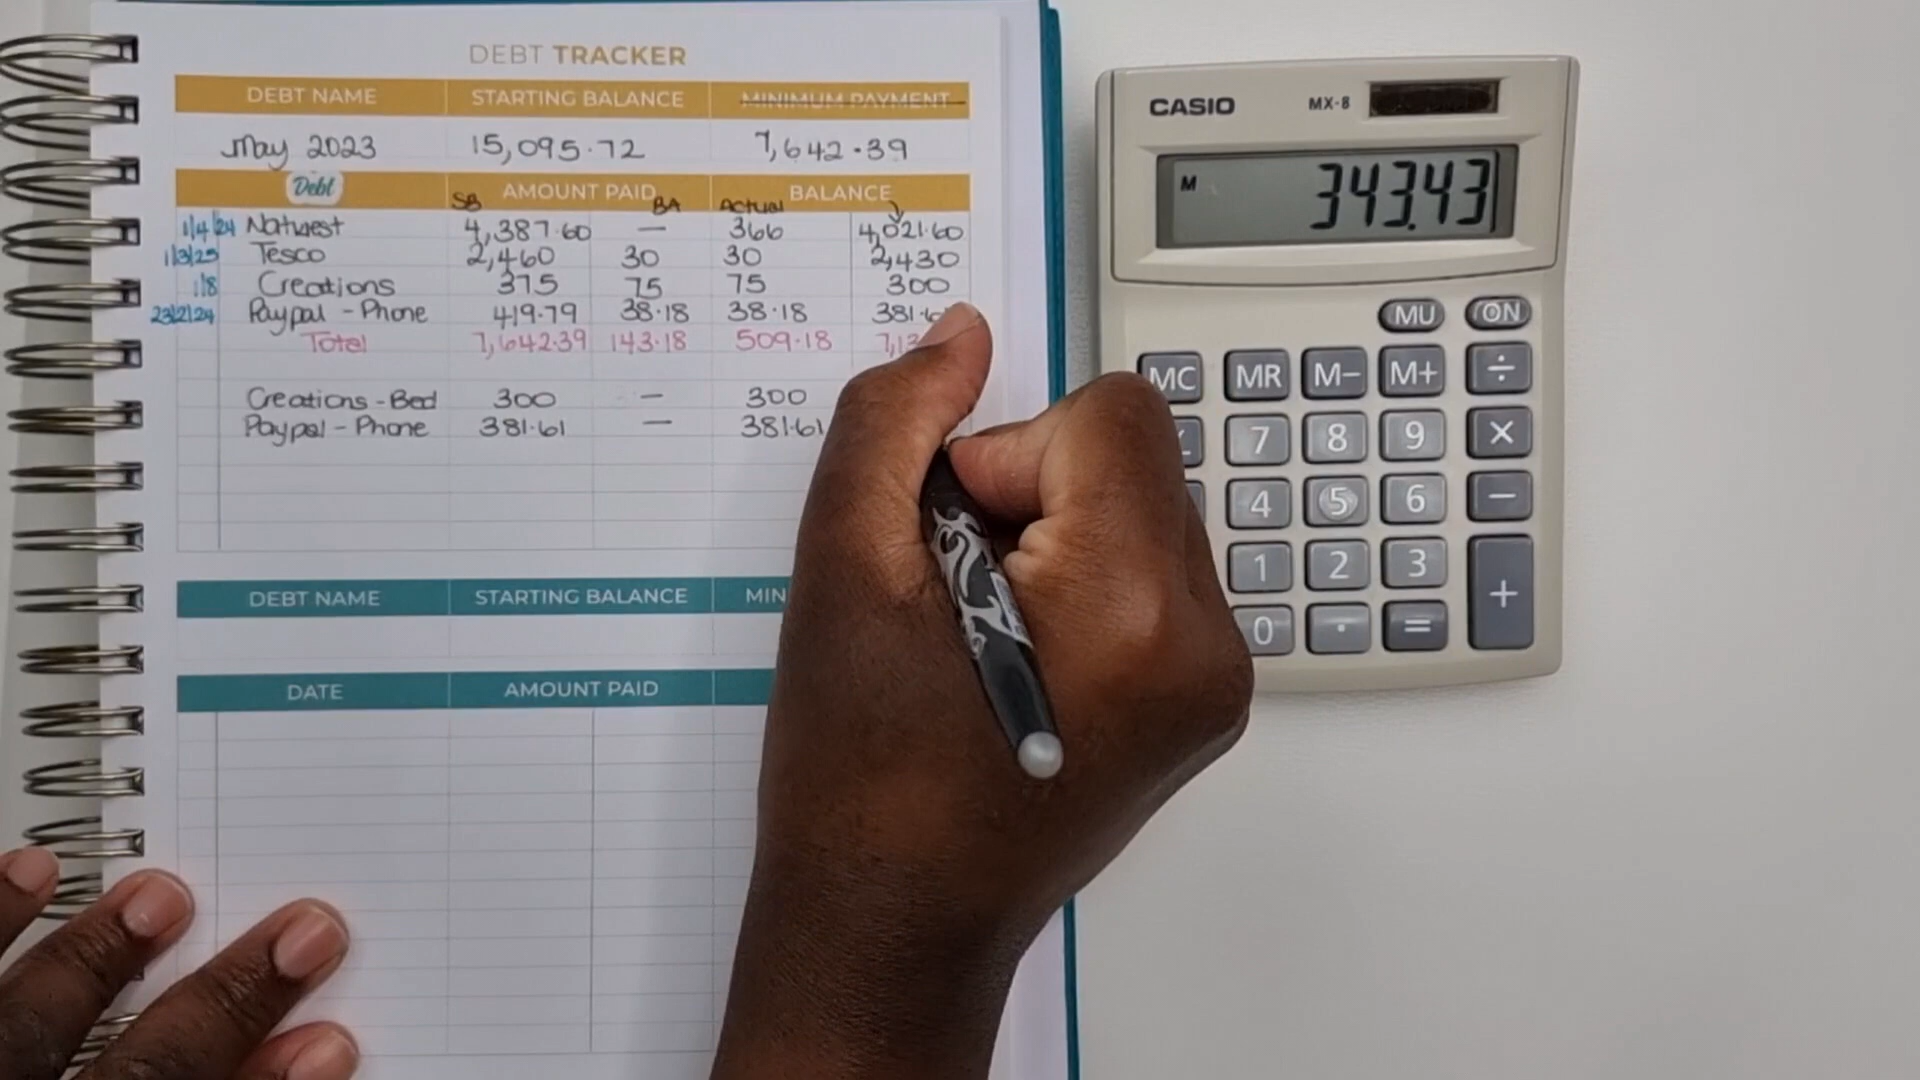 DEBT TRACKER
DEBT NAME STARTING BALANCE MINIMUM PAYMENT
May 2023 15,095.72 7,642.39
Debt AMOUNT PAID BALANCE
SB BA Actual
1/4/24 Natwest 4,387.60 — 366 4,021.60
1/3/25 Tesco 2,460 30 30 2,430
1/8 Creations 375 75 75 300
23/2/24 Paypal - Phone 419.79 38.18 38.18
Total 7,642.39 143.18 509.18
Creations - Bed 300 — 300
Paypal - Phone 381.61 — 381.61
DEBT NAME STARTING BALANCE MIN
DATE AMOUNT PAID
CASIO MX-8
M 343.43
MU ON
MC MR M− M+ ÷
7 8 9 ×
4 5 6 −
1 2 3 +
0 . =